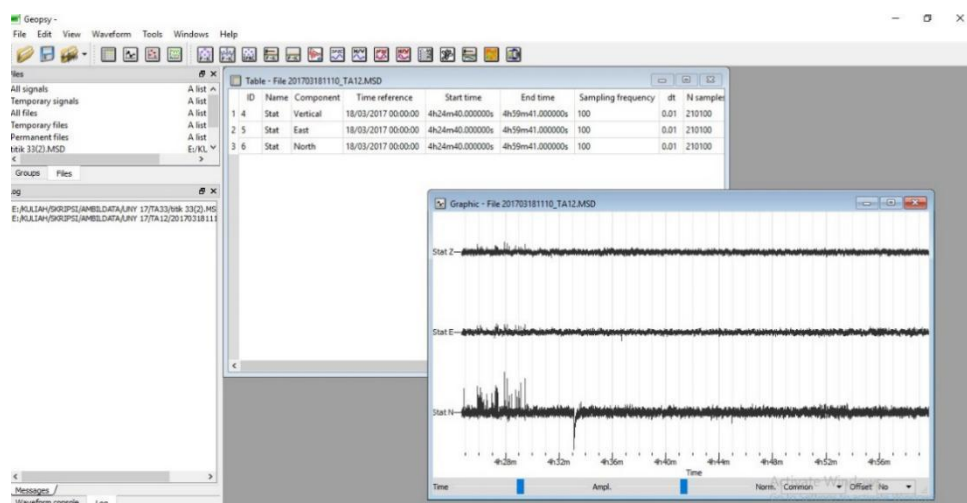 Geopsy -
File Edit View Waveform Tools Windows Help
iles
All signals A list
Temporary signals A list
All files A list
Temporary files A list
Permanent files A list
titik 33(2).MSD E:/KL
Groups Files
og
E:/KULIAH/SKRIPSI/AMBILDATA/UNY 17/TA33/titik 33(2).MS
E:/KULIAH/SKRIPSI/AMBILDATA/UNY 17/TA12/20170318111
Messages
Waveform console Log
Table - File 201703181110_TA12.MSD
ID Name Component Time reference Start time End time Sampling frequency dt N samples
1 4 Stat Vertical 18/03/2017 00:00:00 4h24m40.000000s 4h59m41.000000s 100 0.01 210100
2 5 Stat East 18/03/2017 00:00:00 4h24m40.000000s 4h59m41.000000s 100 0.01 210100
3 6 Stat North 18/03/2017 00:00:00 4h24m40.000000s 4h59m41.000000s 100 0.01 210100
Graphic - File 201703181110_TA12.MSD
Stat Z
Stat E
Stat N
4h28m 4h32m 4h36m 4h40m 4h44m 4h48m 4h52m 4h56m
Time
Time Ampl. Norm. Common Offset No